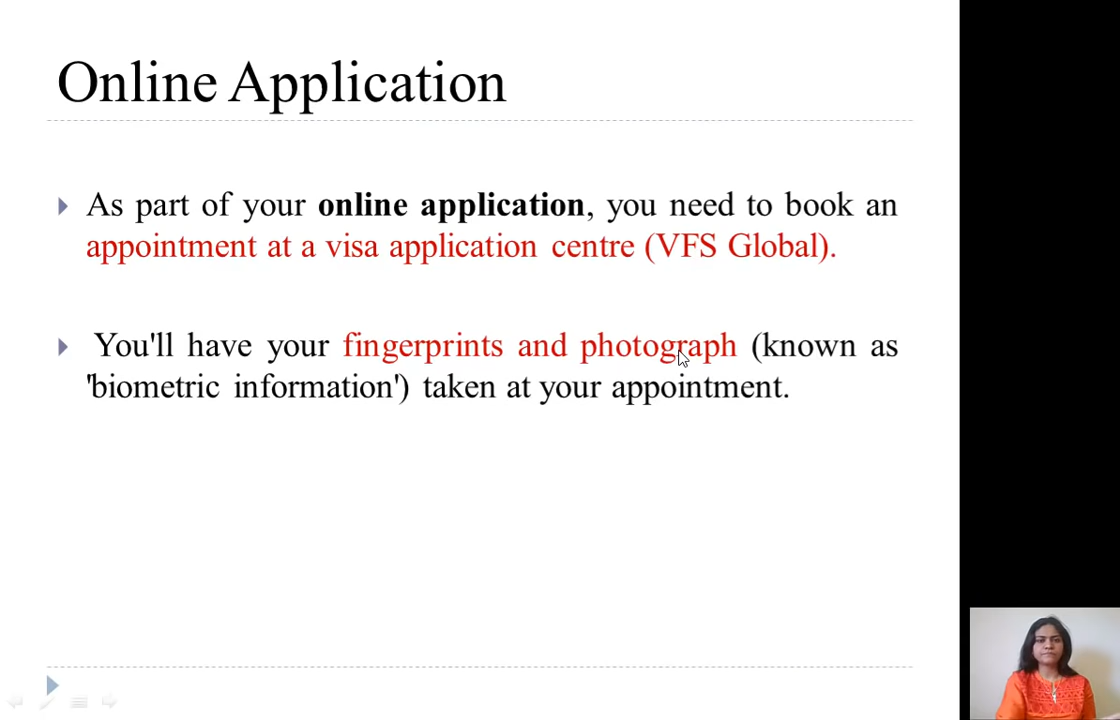 Online Application
As part of your online application, you need to book an
appointment at a visa application centre (VFS Global).
You'll have your fingerprints and photograph (known as
'biometric information') taken at your appointment.